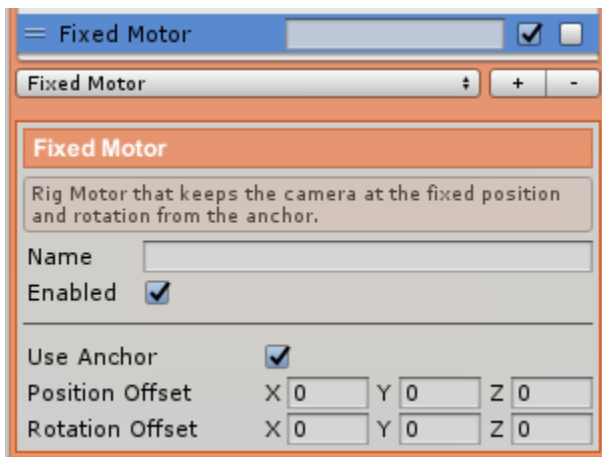 Fixed Motor
Fixed Motor + -
Fixed Motor
Rig Motor that keeps the camera at the fixed position
and rotation from the anchor.
Name
Enabled
Use Anchor
Position Offset X 0 Y 0 Z 0
Rotation Offset X 0 Y 0 Z 0